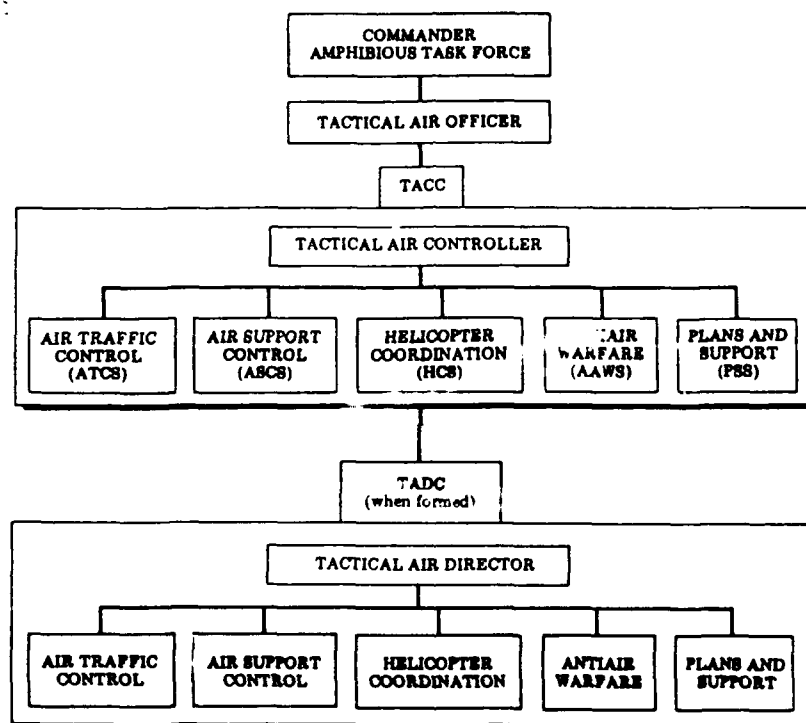 COMMANDER
AMPHIBIOUS TASK FORCE
TACTICAL AIR OFFICER
TACC
TACTICAL AIR CONTROLLER
AIR TRAFFIC
CONTROL
(ATCS)
AIR SUPPORT
CONTROL
(ASCS)
HELICOPTER
COORDINATION
(HCS)
WARFARE
(AAWS)
PLANS AND
SUPPORT
(PSS)
TADC
(when formed)
TACTICAL AIR DIRECTOR
AIR TRAFFIC
CONTROL
AIR SUPPORT
CONTROL
HELICOPTER
COORDINATION
ANTIAIR
WARFARE
PLANS AND
SUPPORT